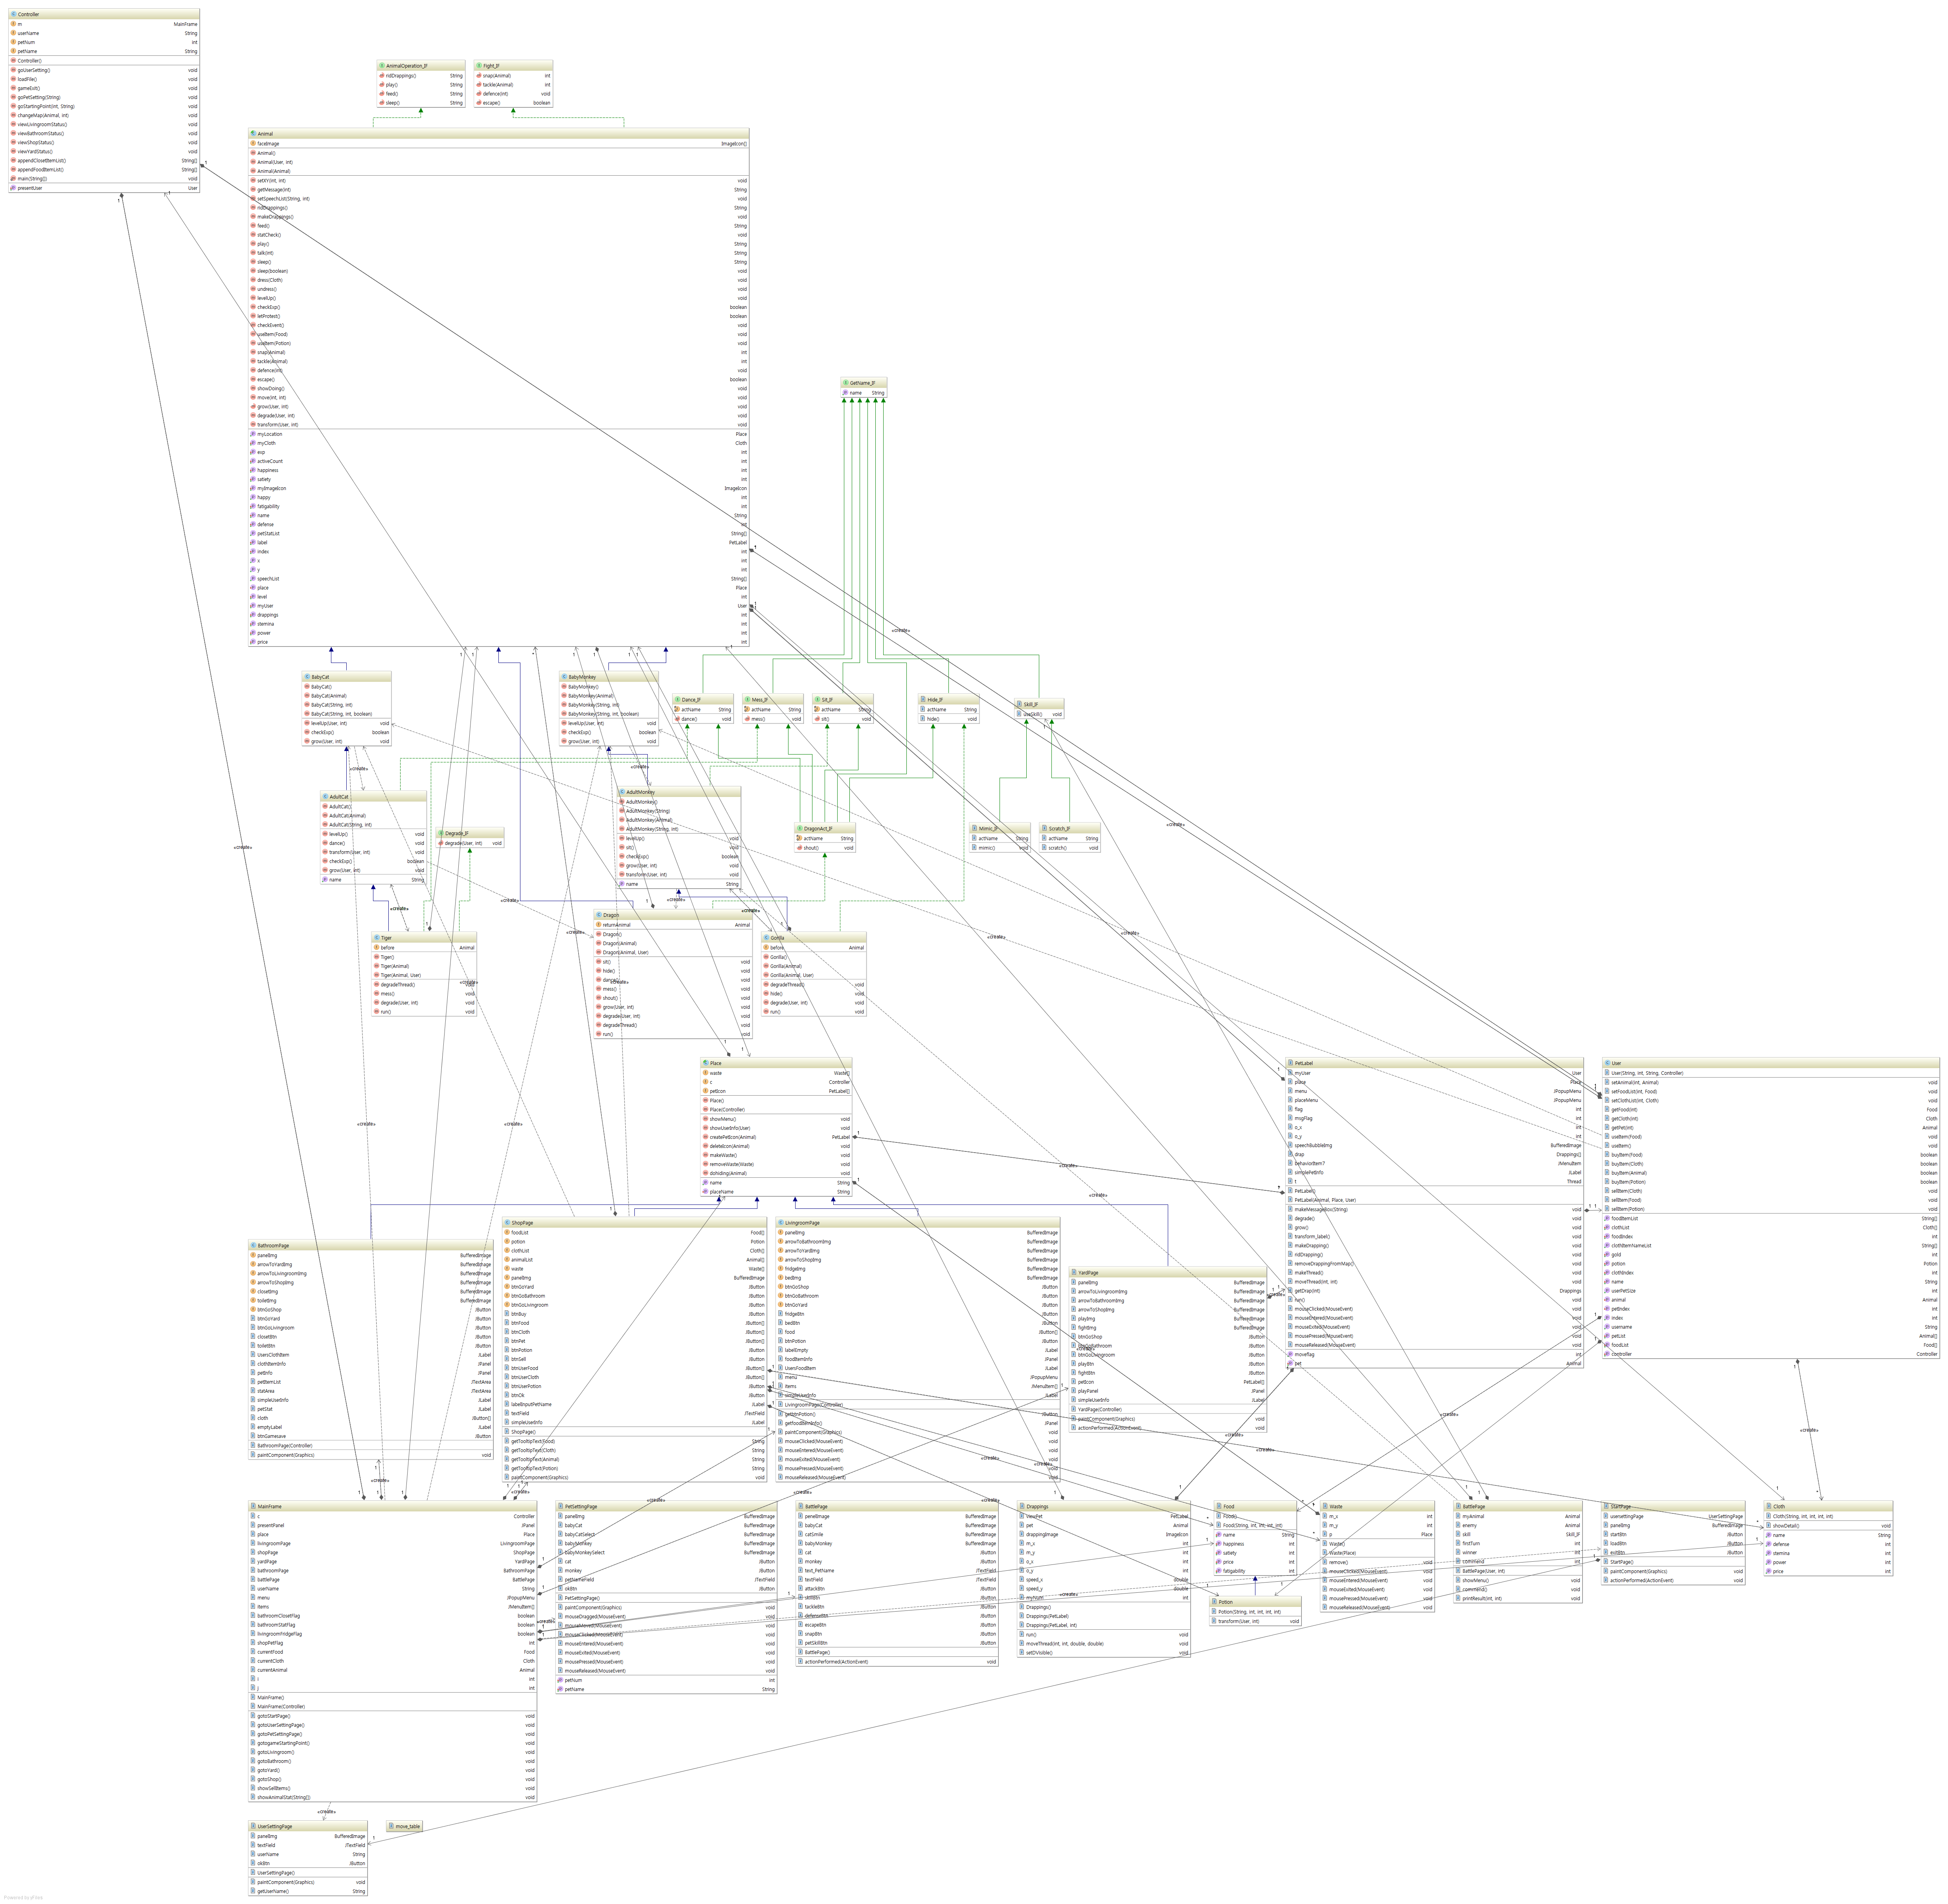 Controller
m MainFrame
userName String
petNum int
petName String
Controller()
goUserSetting() void
loadFile() void
gameExit() void
goPetSetting(String) void
goStartingPoint(int, String) void
changeMap(Animal, int) void
viewLivingroomStatus() void
viewBathroomStatus() void
viewShopStatus() void
viewYardStatus() void
appendClosetItemList() String[]
appendFoodItemList() String[]
main(String[]) void
presentUser User
AnimalOperation_IF
ridDrappings() String
play() String
feed() String
sleep() String
Fight_IF
snap(Animal) int
tackle(Animal) int
defence(int) void
escape() boolean
Animal
faceImage ImageIcon[]
Animal()
Animal(User, int)
Animal(Animal)
setXY(int, int) void
getMessage(int) String
setSpeechList(String, int) void
ridDrappings() String
makeDrappings() void
feed() String
statCheck() void
play() String
talk(int) void
sleep() String
sleep(boolean) void
dress(Cloth) void
undress() void
levelUp() void
checkExp() boolean
letProtest() boolean
checkEvent() void
useItem(Food) void
useItem(Potion) void
snap(Animal) int
tackle(Animal) int
defence(int) void
escape() boolean
showDoing() void
move(int, int) void
grow(User, int) void
degrade(User, int) void
transform(User, int) void
myLocation Place
myCloth Cloth
exp int
activeCount int
happiness int
satiety int
myImageIcon ImageIcon
happy int
fatigability int
name String
defense int
petStatList String[]
label PetLabel
index int
x int
y int
speechList String[]
place Place
level int
myUser User
drappings int
stemina int
power int
price int
GetName_IF
name String
BabyCat
BabyCat()
BabyCat(Animal)
BabyCat(String, int)
BabyCat(String, int, boolean)
levelUp(User, int) void
checkExp() boolean
grow(User, int) void
BabyMonkey
BabyMonkey()
BabyMonkey(Animal)
BabyMonkey(String, int)
BabyMonkey(String, int, boolean)
levelUp(User, int) void
checkExp() boolean
grow(User, int) void
Dance_IF
actName String
dance() void
Mess_IF
actName String
mess() void
Sit_IF
actName String
sit() void
Hide_IF
actName String
hide() void
Skill_IF
useSkill() void
AdultCat
AdultCat()
AdultCat(Animal)
AdultCat(String, int)
levelUp() void
dance() void
transform(User, int) void
checkExp() boolean
grow(User, int) void
name String
Degrade_IF
degrade(User, int) void
AdultMonkey
AdultMonkey()
AdultMonkey(String)
AdultMonkey(Animal)
AdultMonkey(String, int)
levelUp() void
sit() void
checkExp() boolean
grow(User, int) void
transform(User, int) void
name String
DragonAct_IF
actName String
shout() void
Mimic_IF
actName String
mimic() void
Scratch_IF
actName String
scratch() void
Tiger
before Animal
Tiger()
Tiger(Animal)
Tiger(Animal, User)
degradeThread() void
mess() void
degrade(User, int) void
run() void
Dragon
returnAnimal Animal
Dragon()
Dragon(Animal)
Dragon(Animal, User)
sit() void
hide() void
dance() void
mess() void
shout() void
grow(User, int) void
degrade(User, int) void
degradeThread() void
run() void
Gorilla
before Animal
Gorilla()
Gorilla(Animal)
Gorilla(Animal, User)
degradeThread() void
hide() void
degrade(User, int) void
run() void
Place
waste Waste[]
c Controller
petIcon PetLabel[]
Place()
Place(Controller)
showMenu() void
showUserInfo(User) void
createPetIcon(Animal) PetLabel
deleteIcon(Animal) void
makeWaste() void
removeWaste(Waste) void
dohiding(Animal) void
name String
placeName String
PetLabel
myUser User
place Place
menu JPopupMenu
placeMenu JPopupMenu
flag int
msgFlag int
o_x int
o_y int
speechBubbleImg BufferedImage
drap Drappings[]
behaviorItem7 JMenuItem
simplePetInfo JLabel
t Thread
PetLabel()
PetLabel(Animal, Place, User)
makeMessageBox(String) void
degrade() void
grow() void
transform_label() void
makeDrapping() void
ridDrapping() void
removeDrappingFromMap() void
makeThread() void
moveThread(int, int) void
getDrap(int) Drappings
run() void
mouseClicked(MouseEvent) void
mouseEntered(MouseEvent) void
mouseExited(MouseEvent) void
mousePressed(MouseEvent) void
mouseReleased(MouseEvent) void
moveflag int
pet Animal
User
User(String, int, String, Controller)
setAnimal(int, Animal) void
setFoodList(int, Food) void
setClothList(int, Cloth) void
getFood(int) Food
getCloth(int) Cloth
getPet(int) Animal
useItem(Food) void
useItem() void
buyItem(Food) boolean
buyItem(Cloth) boolean
buyItem(Animal) boolean
buyItem(Potion) boolean
sellItem(Cloth) void
sellItem(Food) void
sellItem(Potion) void
foodItemList String[]
clothList Cloth[]
foodIndex int
clothItemNameList String[]
gold int
potion Potion
clothIndex int
name String
userPetSize int
animal Animal
petIndex int
index int
username String
petList Animal[]
foodList Food[]
controller Controller
BathroomPage
panelImg BufferedImage
arrowToYardImg BufferedImage
arrowToLivingroomImg BufferedImage
arrowToShopImg BufferedImage
closetImg BufferedImage
toiletImg BufferedImage
btnGoShop JButton
btnGoYard JButton
btnGoLivingroom JButton
closetBtn JButton
toiletBtn JButton
UsersClothItem JLabel
clothItemInfo JPanel
petInfo JPanel
petItemList JTextArea
statArea JTextArea
simpleUserInfo JLabel
petStat JLabel
cloth JButton[]
emptyLabel JLabel
btnGamesave JButton
BathroomPage(Controller)
paintComponent(Graphics) void
ShopPage
foodList Food[]
potion Potion
clothList Cloth[]
animalList Animal[]
waste Waste[]
panelImg BufferedImage
btnGoYard JButton
btnGoBathroom JButton
btnGoLivingroom JButton
btnBuy JButton
btnFood JButton[]
btnCloth JButton[]
btnPet JButton[]
btnPotion JButton
btnSell JButton
btnUserFood JButton[]
btnUserCloth JButton[]
btnUserPotion JButton
btnOk JButton
labelInputPetName JLabel
textField JTextField
simpleUserInfo JLabel
ShopPage()
getTooltipText(Food) String
getTooltipText(Cloth) String
getTooltipText(Animal) String
getTooltipText(Potion) String
paintComponent(Graphics) void
LivingroomPage
panelImg BufferedImage
arrowToBathroomImg BufferedImage
arrowToYardImg BufferedImage
arrowToShopImg BufferedImage
fridgeImg BufferedImage
bedImg BufferedImage
btnGoShop JButton
btnGoBathroom JButton
btnGoYard JButton
fridgeBtn JButton
bedBtn JButton
food JButton[]
btnPotion JButton
labelEmpty JLabel
foodItemInfo JPanel
UsersFoodItem JLabel
menu JPopupMenu
items JMenuItem[]
simpleUserInfo JLabel
LivingroomPage(Controller)
getbtnPotion() JButton
getfoodItemInfo() JPanel
paintComponent(Graphics) void
mouseClicked(MouseEvent) void
mouseEntered(MouseEvent) void
mouseExited(MouseEvent) void
mousePressed(MouseEvent) void
mouseReleased(MouseEvent) void
YardPage
panelImg BufferedImage
arrowToLivingroomImg BufferedImage
arrowToBathroomImg BufferedImage
arrowToShopImg BufferedImage
playImg BufferedImage
fightImg BufferedImage
btnGoShop JButton
btnGoBathroom JButton
btnGoLivingroom JButton
playBtn JButton
fightBtn JButton
petIcon PetLabel[]
playPanel JPanel
simpleUserInfo JLabel
YardPage(Controller)
paintComponent(Graphics) void
actionPerformed(ActionEvent) void
MainFrame
c Controller
presentPanel JPanel
place Place
livingroomPage LivingroomPage
shopPage ShopPage
yardPage YardPage
bathroomPage BathroomPage
battlePage BattlePage
userName String
menu JPopupMenu
items JMenuItem[]
bathroomClosetFlag boolean
bathroomStatFlag boolean
livingroomFridgeFlag boolean
shopPetFlag int
currentFood Food
currentCloth Cloth
currentAnimal Animal
i int
j int
MainFrame()
MainFrame(Controller)
gotoStartPage() void
gotoUserSettingPage() void
gotoPetSettingPage() void
gotogameStartingPoint() void
gotoLivingroom() void
gotoBathroom() void
gotoYard() void
gotoShop() void
showSellItems() void
showAnimalStat(String[]) void
PetSettingPage
panelImg BufferedImage
babyCat BufferedImage
babyCatSelect BufferedImage
babyMonkey BufferedImage
babyMonkeySelect BufferedImage
cat JButton
monkey JButton
petNameField JTextField
okBtn JButton
PetSettingPage()
paintComponent(Graphics) void
mouseDragged(MouseEvent) void
mouseMoved(MouseEvent) void
mouseClicked(MouseEvent) void
mouseEntered(MouseEvent) void
mouseExited(MouseEvent) void
mousePressed(MouseEvent) void
mouseReleased(MouseEvent) void
petNum int
petName String
BattlePage
panelImage BufferedImage
babyCat BufferedImage
catSmile BufferedImage
babyMonkey BufferedImage
cat JButton
monkey JButton
text_PetName JTextField
textField JTextField
attackBtn JButton
skillBtn JButton
tackleBtn JButton
defenseBtn JButton
escapeBtn JButton
snapBtn JButton
petSkillBtn JButton
BattlePage()
actionPerformed(ActionEvent) void
Drappings
viewPet PetLabel
pet Animal
drappingImage ImageIcon
m_x int
m_y int
o_x int
o_y int
speed_x double
speed_y double
myNum int
Drappings()
Drappings(PetLabel)
Drappings(PetLabel, int)
run() void
moveThread(int, int, double, double) void
setDVisible() void
Food
Food()
Food(String, int, int, int, int)
name String
happiness int
satiety int
price int
fatigability int
Potion
Potion(String, int, int, int, int)
transform(User, int) void
Waste
m_x int
m_y int
p Place
Waste()
Waste(Place)
remove() void
mouseClicked(MouseEvent) void
mouseEntered(MouseEvent) void
mouseExited(MouseEvent) void
mousePressed(MouseEvent) void
mouseReleased(MouseEvent) void
BattlePage
myAnimal Animal
enemy Animal
skill Skill_IF
firstTurn int
winner int
command int
BattlePage(User, int)
showMenu() void
commend() void
printResult(int, int) void
StartPage
usersettingPage UserSettingPage
panelImg BufferedImage
startBtn JButton
loadBtn JButton
exitBtn JButton
StartPage()
paintComponent(Graphics) void
actionPerformed(ActionEvent) void
Cloth
Cloth(String, int, int, int, int)
showDetail() void
name String
defense int
stemina int
power int
price int
UserSettingPage
panelImg BufferedImage
textField JTextField
userName String
okBtn JButton
UserSettingPage()
paintComponent(Graphics) void
getUserName() String
move_table
«create»
Powered by yFiles